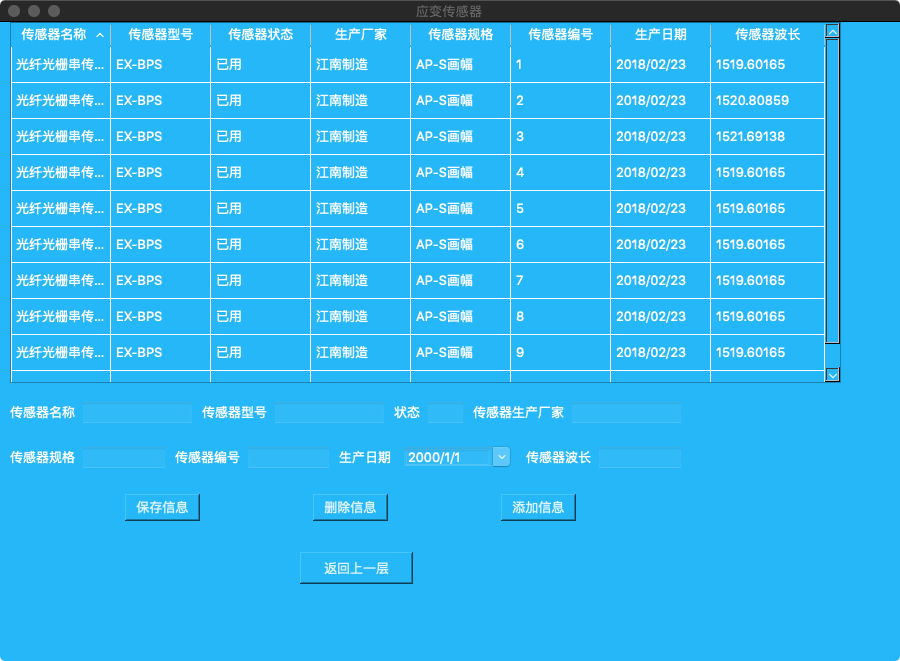 应变传感器
传感器名称 传感器型号 传感器状态 生产厂家 传感器规格 传感器编号 生产日期 传感器波长
光纤光栅串传... EX-BPS 已用 江南制造 AP-S画幅 1 2018/02/23 1519.60165
光纤光栅串传... EX-BPS 已用 江南制造 AP-S画幅 2 2018/02/23 1520.80859
光纤光栅串传... EX-BPS 已用 江南制造 AP-S画幅 3 2018/02/23 1521.69138
光纤光栅串传... EX-BPS 已用 江南制造 AP-S画幅 4 2018/02/23 1519.60165
光纤光栅串传... EX-BPS 已用 江南制造 AP-S画幅 5 2018/02/23 1519.60165
光纤光栅串传... EX-BPS 已用 江南制造 AP-S画幅 6 2018/02/23 1519.60165
光纤光栅串传... EX-BPS 已用 江南制造 AP-S画幅 7 2018/02/23 1519.60165
光纤光栅串传... EX-BPS 已用 江南制造 AP-S画幅 8 2018/02/23 1519.60165
光纤光栅串传... EX-BPS 已用 江南制造 AP-S画幅 9 2018/02/23 1519.60165
传感器名称 传感器型号 状态 传感器生产厂家
传感器规格 传感器编号 生产日期 2000/1/1 传感器波长
保存信息 删除信息 添加信息
返回上一层